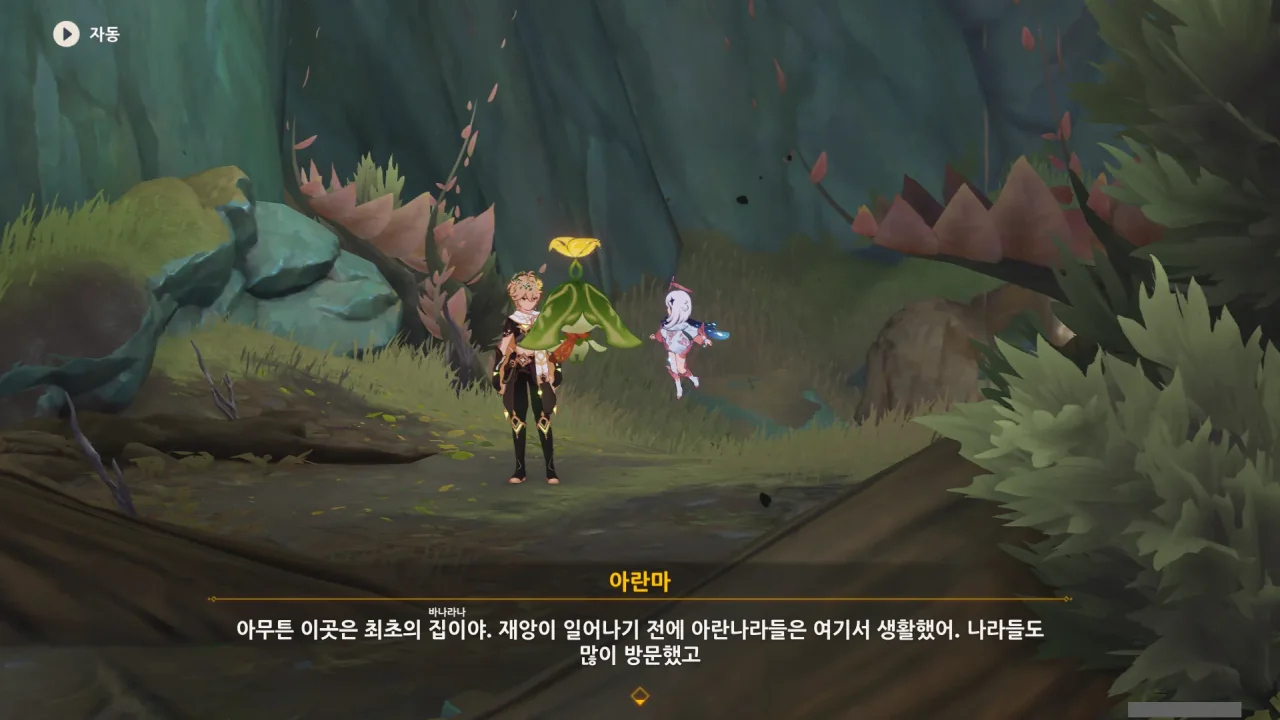 자동
아란마
바나라나
아무튼 이곳은 최초의 집이야. 재앙이 일어나기 전에 아란나라들은 여기서 생활했어. 나라들도
많이 방문했고